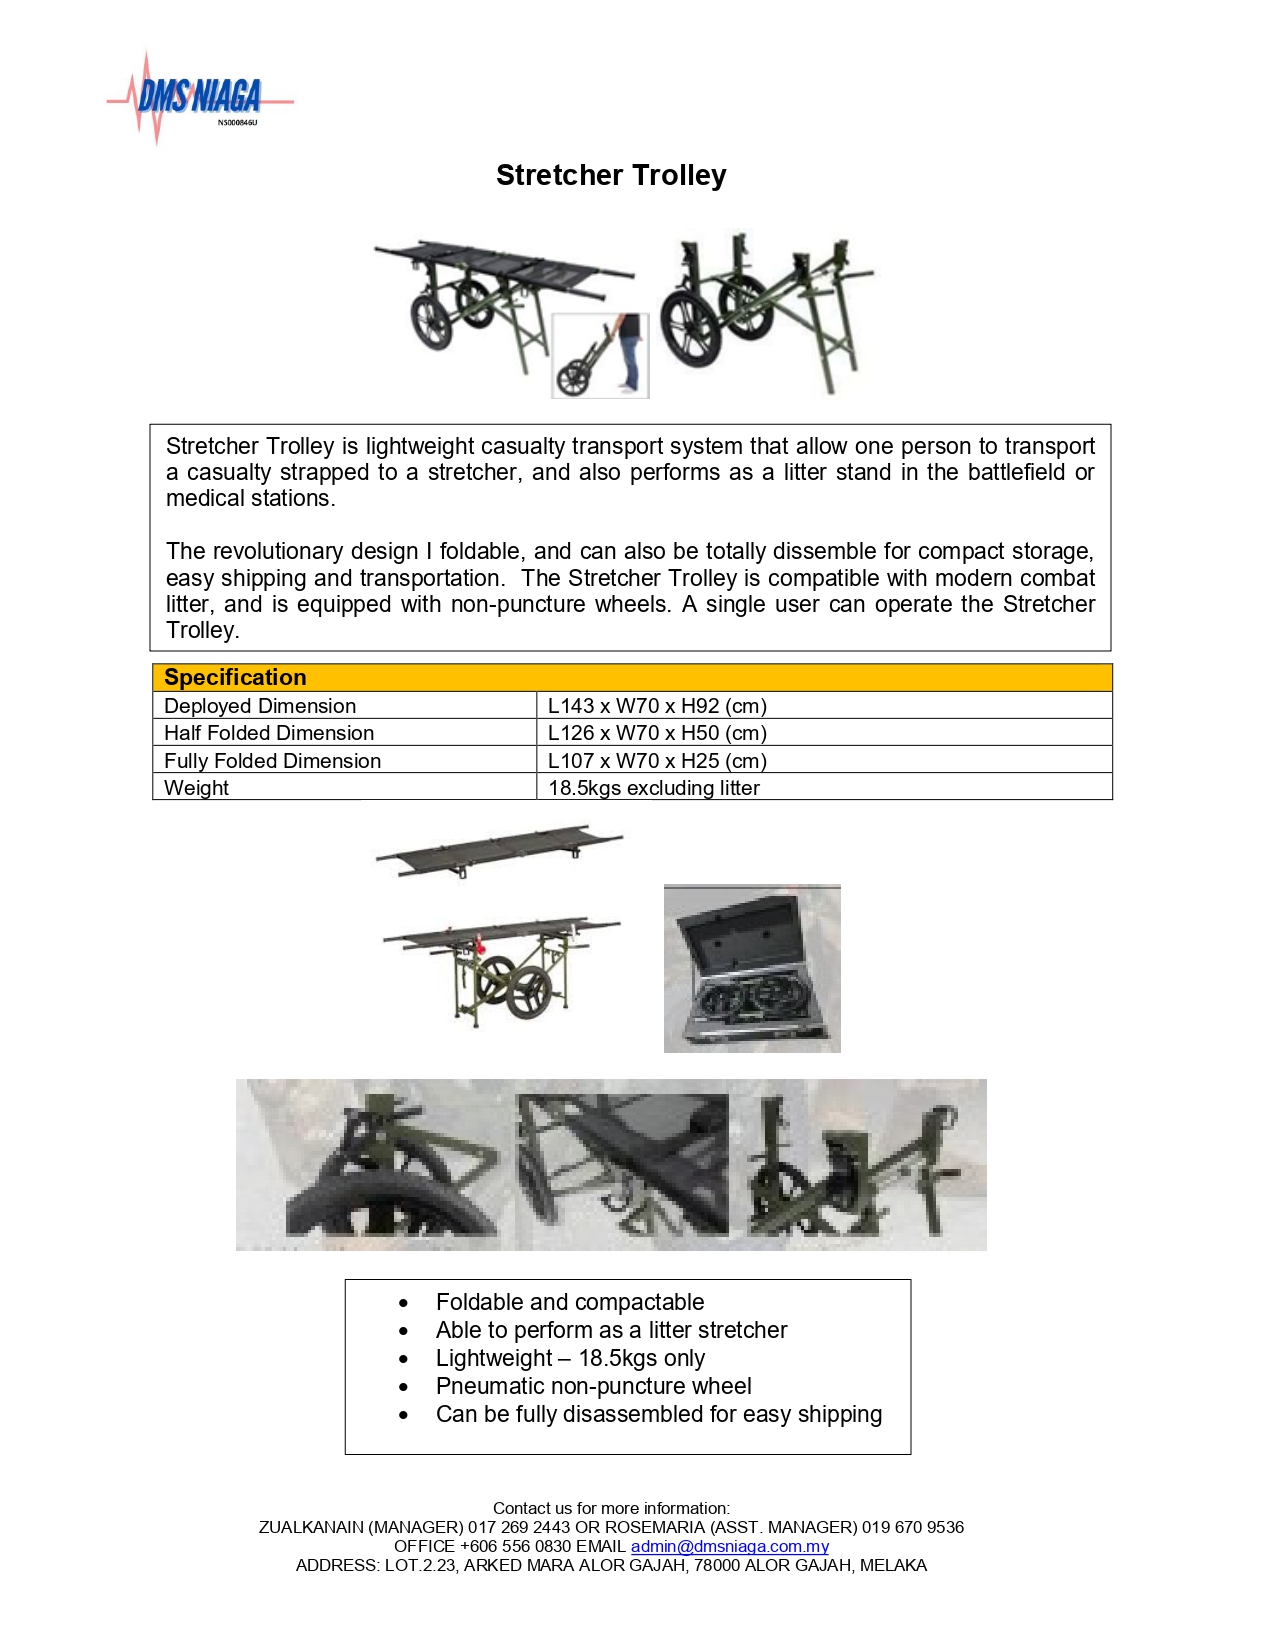 DMS NIAGA
NS000846U
Stretcher Trolley
Stretcher Trolley is lightweight casualty transport system that allow one person to transport
a casualty strapped to a stretcher, and also performs as a litter stand in the battlefield or
medical stations.
The revolutionary design I foldable, and can also be totally dissemble for compact storage,
easy shipping and transportation.  The Stretcher Trolley is compatible with modern combat
litter, and is equipped with non-puncture wheels. A single user can operate the Stretcher
Trolley.
Specification
Deployed Dimension L143 x W70 x H92 (cm)
Half Folded Dimension L126 x W70 x H50 (cm)
Fully Folded Dimension L107 x W70 x H25 (cm)
Weight 18.5kgs excluding litter
• Foldable and compactable
• Able to perform as a litter stretcher
• Lightweight – 18.5kgs only
• Pneumatic non-puncture wheel
• Can be fully disassembled for easy shipping
Contact us for more information:
ZUALKANAIN (MANAGER) 017 269 2443 OR ROSEMARIA (ASST. MANAGER) 019 670 9536
OFFICE +606 556 0830 EMAIL admin@dmsniaga.com.my
ADDRESS: LOT.2.23, ARKED MARA ALOR GAJAH, 78000 ALOR GAJAH, MELAKA